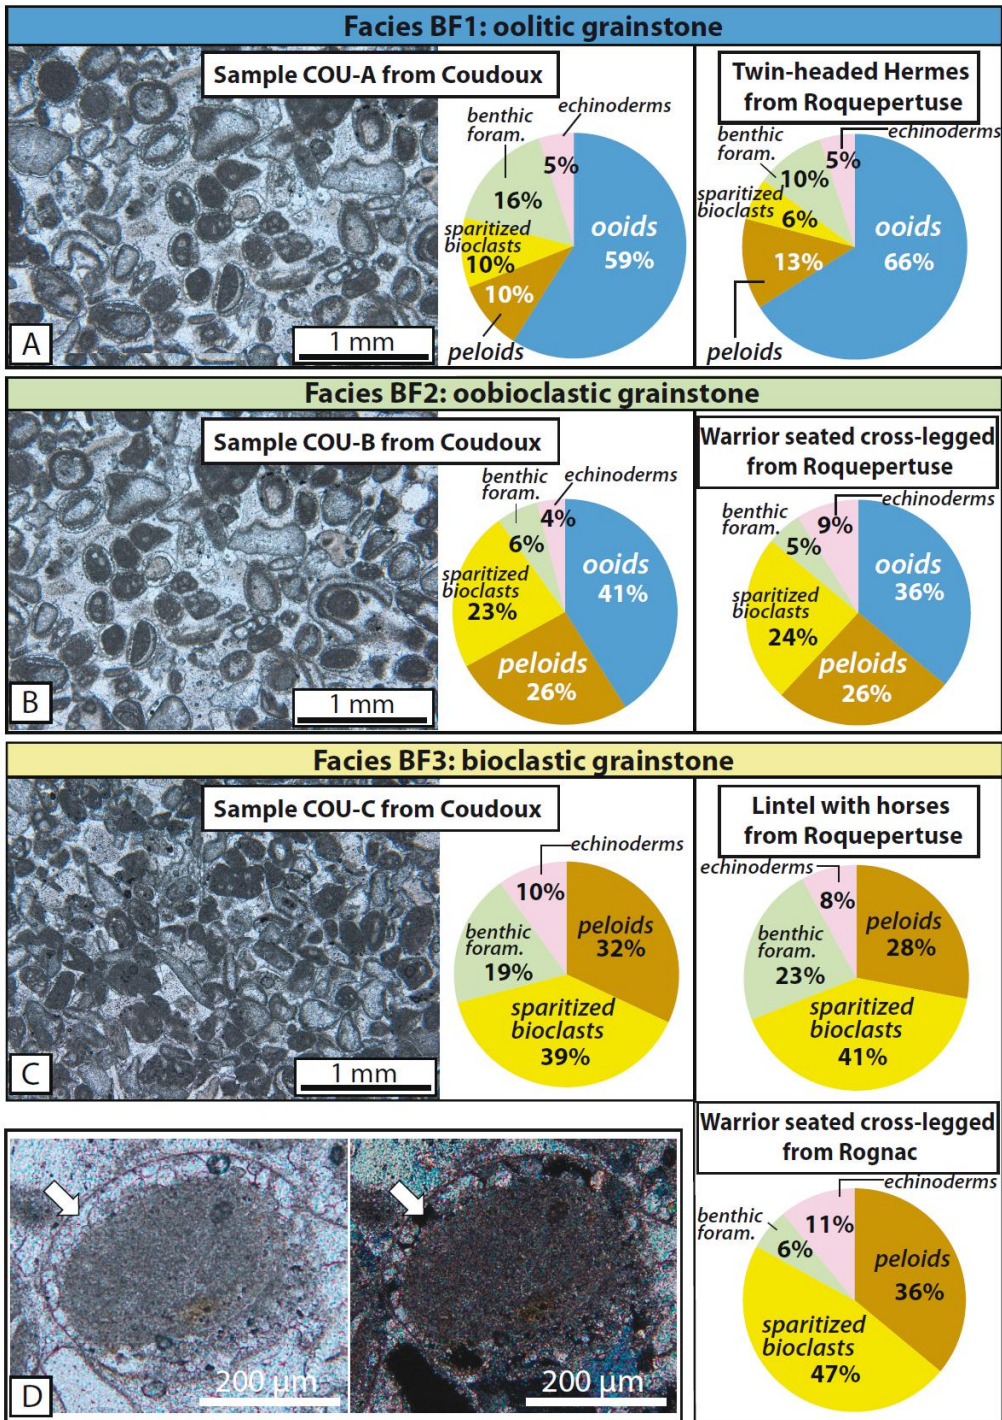 Facies BF1: oolitic grainstone
Sample COU-A from Coudoux
benthic
foram.
echinoderms
5%
16%
sparitized
bioclasts
10%
10%
peloids
ooids
59%
A
1 mm
Twin-headed Hermes
from Roquepertuse
benthic
foram.
echinoderms
5%
10%
sparitized
bioclasts
6%
13%
peloids
ooids
66%
Facies BF2: oobioclastic grainstone
Sample COU-B from Coudoux
benthic
foram.
echinoderms
4%
6%
sparitized
bioclasts
23%
peloids
26%
ooids
41%
B
1 mm
Warrior seated cross-legged
from Roquepertuse
benthic
foram.
echinoderms
9%
5%
sparitized
bioclasts
24%
peloids
26%
ooids
36%
Facies BF3: bioclastic grainstone
Sample COU-C from Coudoux
echinoderms
10%
benthic
foram.
19%
peloids
32%
sparitized
bioclasts
39%
C
1 mm
Lintel with horses
from Roquepertuse
echinoderms
8%
benthic
foram.
23%
peloids
28%
sparitized
bioclasts
41%
D
200 µm
200 µm
Warrior seated cross-legged
from Rognac
echinoderms
11%
benthic
foram.
6%
peloids
36%
sparitized
bioclasts
47%